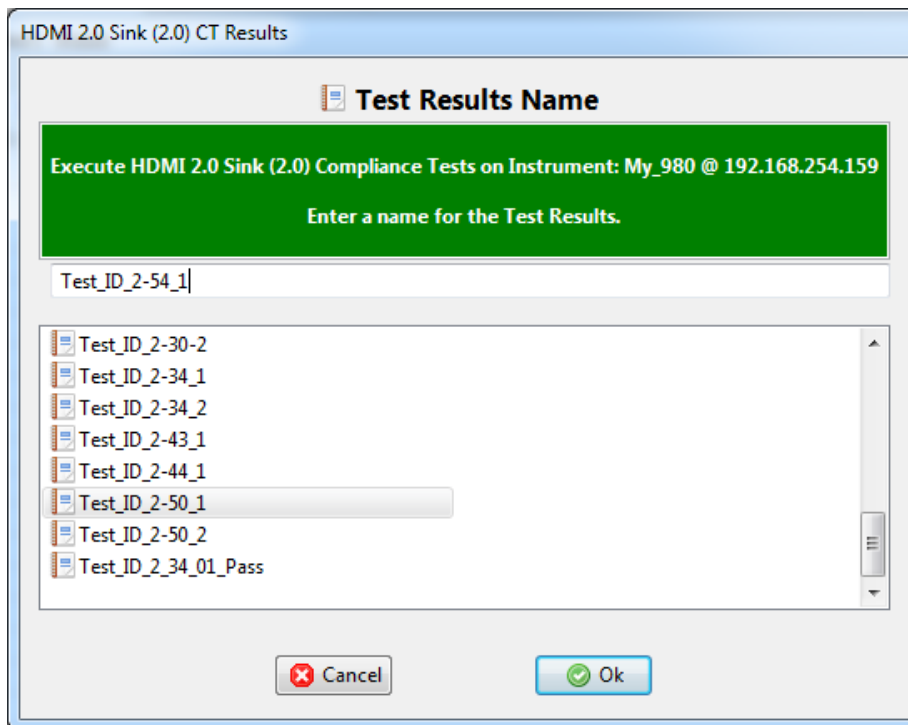 HDMI 2.0 Sink (2.0) CT Results
Test Results Name
Execute HDMI 2.0 Sink (2.0) Compliance Tests on Instrument: My_980 @ 192.168.254.159
Enter a name for the Test Results.
Test_ID_2-54_1
Test_ID_2-30-2
Test_ID_2-34_1
Test_ID_2-34_2
Test_ID_2-43_1
Test_ID_2-44_1
Test_ID_2-50_1
Test_ID_2-50_2
Test_ID_2_34_01_Pass
Cancel Ok